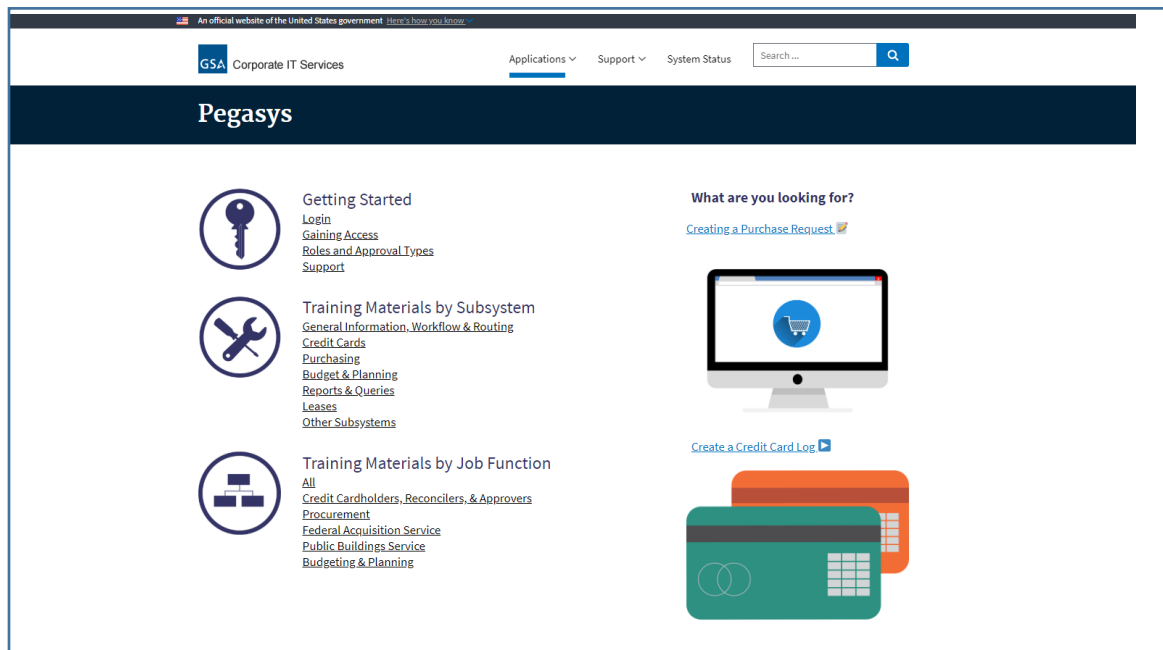 An official website of the United States government Here's how you know
GSA Corporate IT Services
Applications Support System Status Search ...
Pegasys
Getting Started
Login
Gaining Access
Roles and Approval Types
Support
Training Materials by Subsystem
General Information, Workflow & Routing
Credit Cards
Purchasing
Budget & Planning
Reports & Queries
Leases
Other Subsystems
Training Materials by Job Function
All
Credit Cardholders, Reconcilers, & Approvers
Procurement
Federal Acquisition Service
Public Buildings Service
Budgeting & Planning
What are you looking for?
Creating a Purchase Request
Create a Credit Card Log